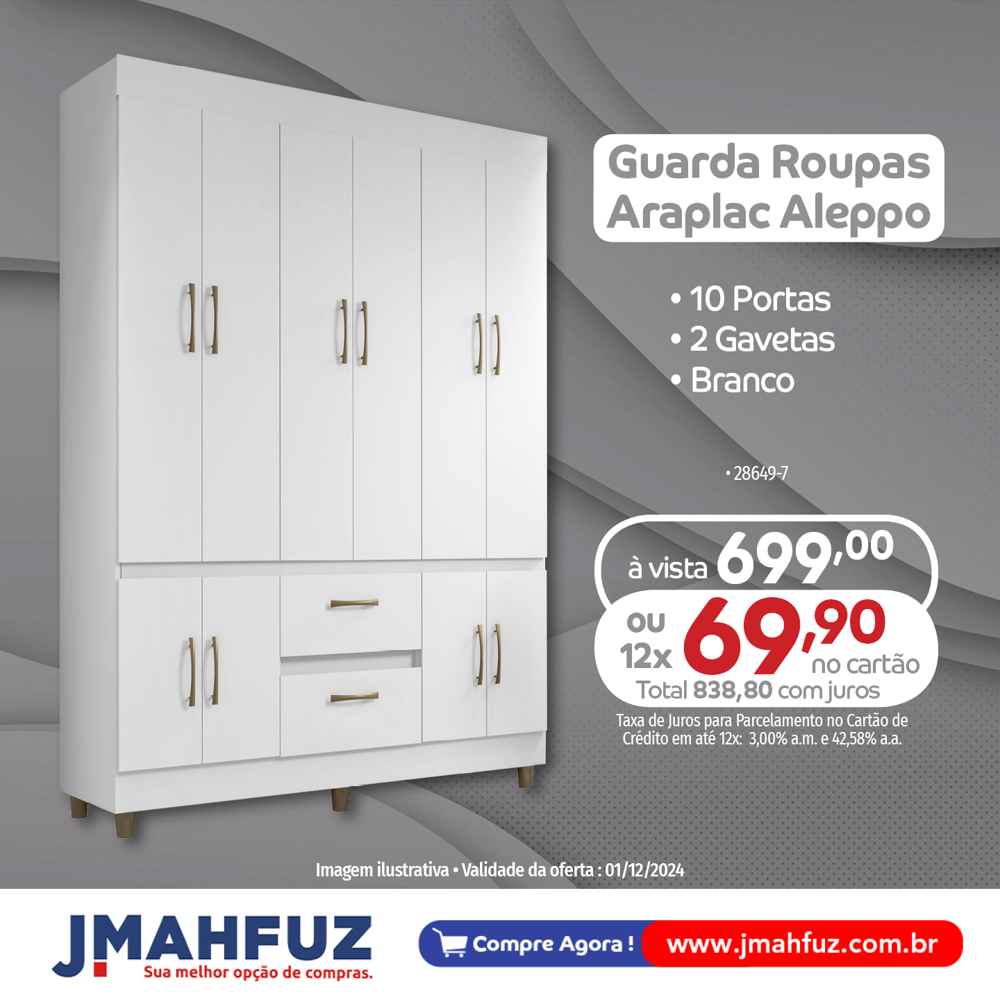 Guarda Roupas
Araplac Aleppo
• 10 Portas
• 2 Gavetas
• Branco
• 28649-7
à vista 699,00
ou 12x 69,90 no cartão
Total 838,80 com juros
Taxa de Juros para Parcelamento no Cartão de
Crédito em até 12x: 3,00% a.m. e 42,58% a.a.
Imagem ilustrativa • Validade da oferta : 01/12/2024
JMAHFUZ
Sua melhor opção de compras.
Compre Agora !
www.jmahfuz.com.br